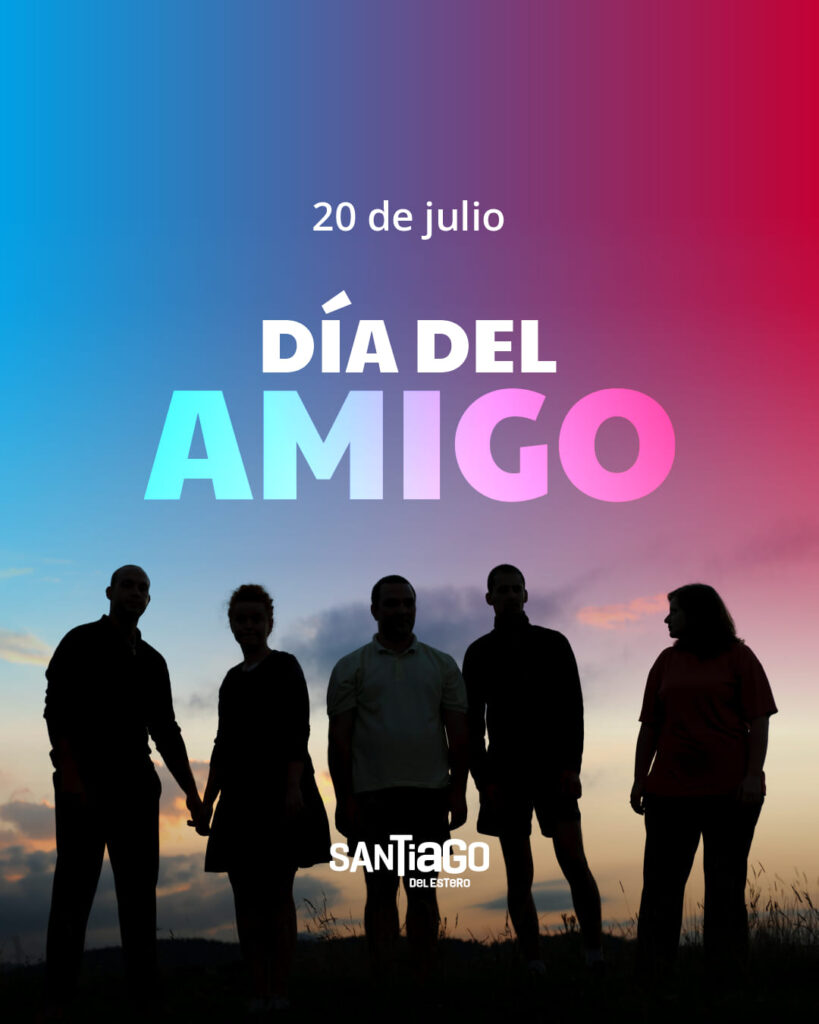 20 de julio
DÍA DEL
AMIGO
SANTIAGO
DEL ESTERO